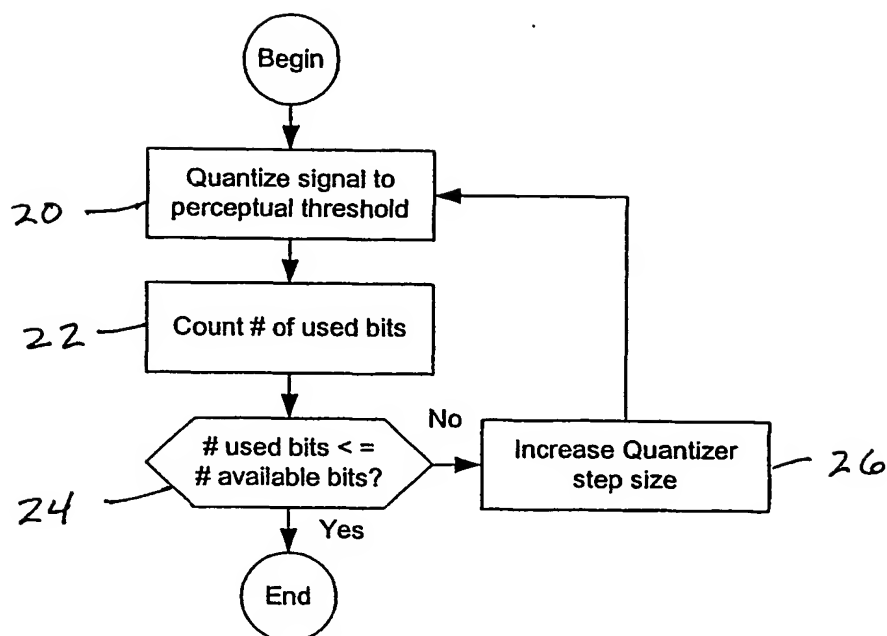 Begin
Quantize signal to
perceptual threshold
20
Count # of used bits
22
# used bits < =
# available bits?
24
No
Increase Quantizer
step size
26
Yes
End